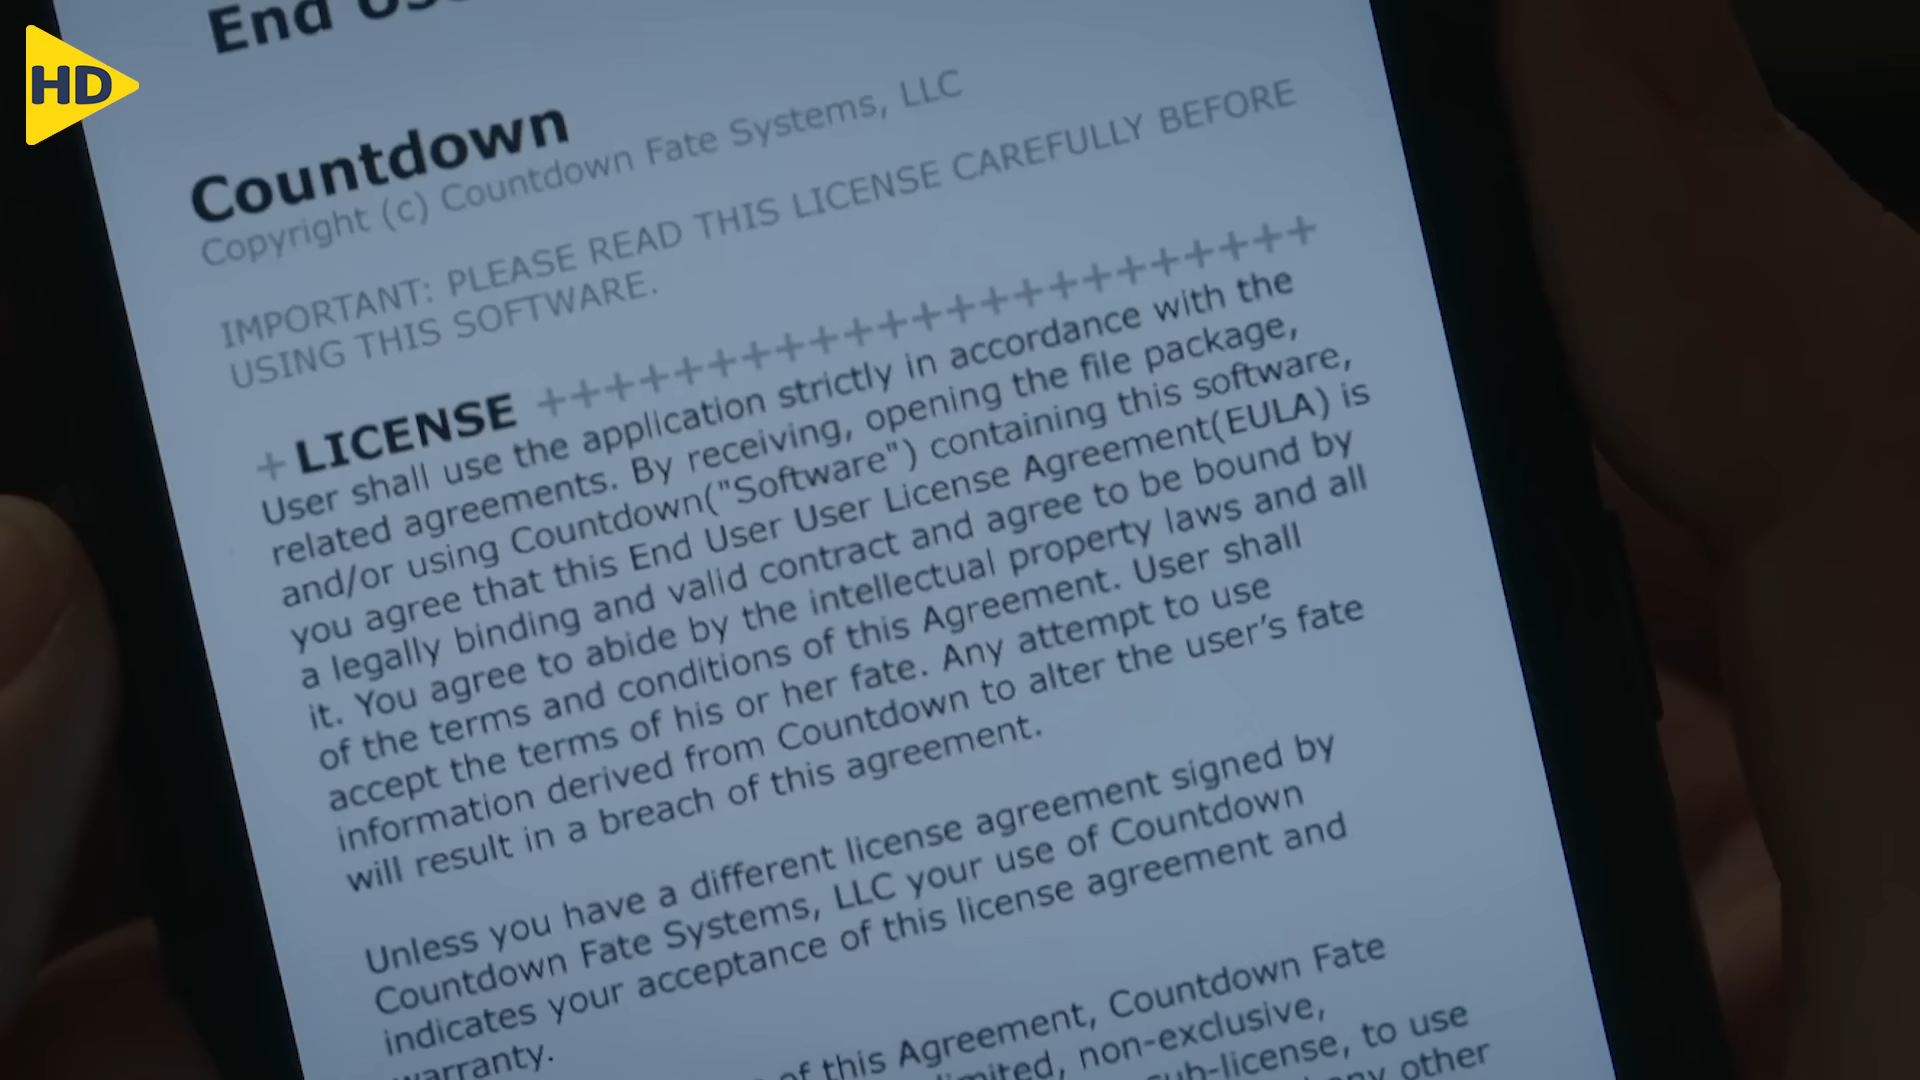 HD
End
Countdown
Copyright (c) Countdown Fate Systems, LLC
IMPORTANT: PLEASE READ THIS LICENSE CAREFULLY BEFORE
USING THIS SOFTWARE.
+ LICENSE +++++++++++++++++++++++
User shall use the application strictly in accordance with the
related agreements. By receiving, opening the file package,
and/or using Countdown("Software") containing this software,
you agree that this End User User License Agreement(EULA) is
a legally binding and valid contract and agree to be bound by
it. You agree to abide by the intellectual property laws and all
of the terms and conditions of this Agreement. User shall
accept the terms of his or her fate. Any attempt to use
information derived from Countdown to alter the user's fate
will result in a breach of this agreement.
Unless you have a different license agreement signed by
Countdown Fate Systems, LLC your use of Countdown
indicates your acceptance of this license agreement and
warranty.
of this Agreement, Countdown Fate
non-exclusive,
to use
other